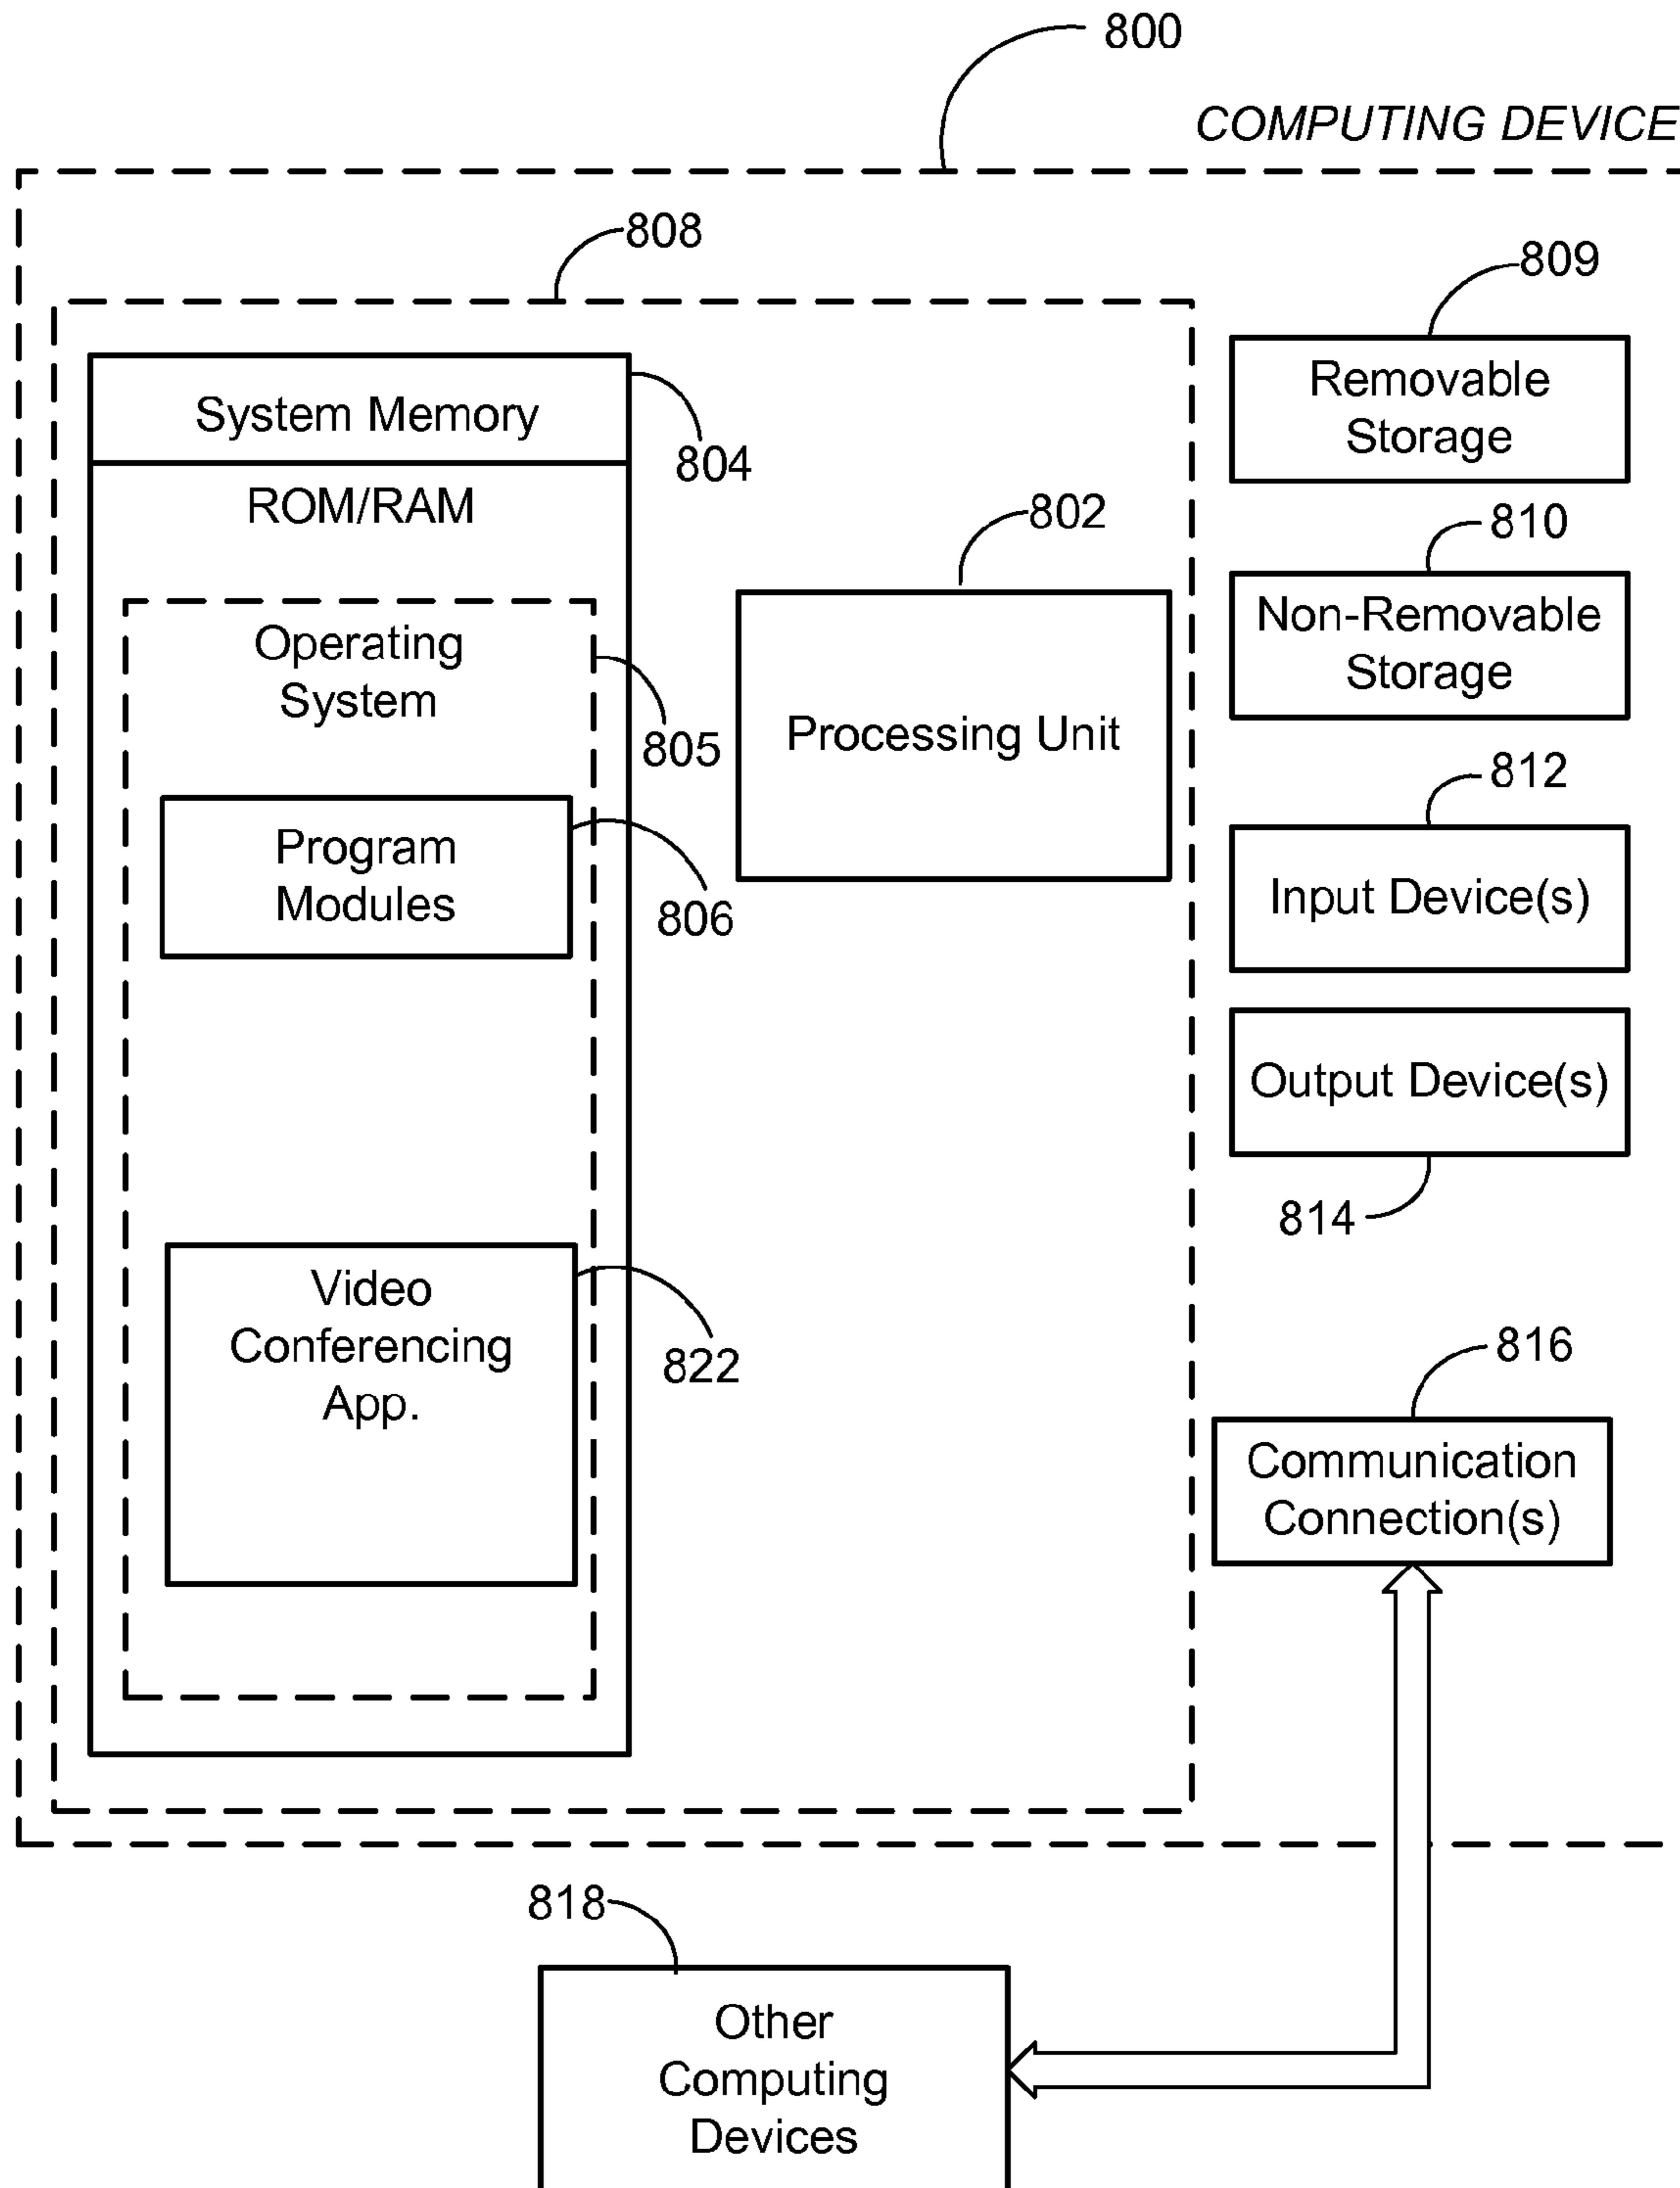 800
COMPUTING DEVICE
808
809
Removable
Storage
System Memory
804
ROM/RAM
802
810
Non-Removable
Storage
Operating
System
805
Processing Unit
812
Input Device(s)
Program
Modules
806
Output Device(s)
814
Video
Conferencing
App.
822
816
Communication
Connection(s)
818
Other
Computing
Devices